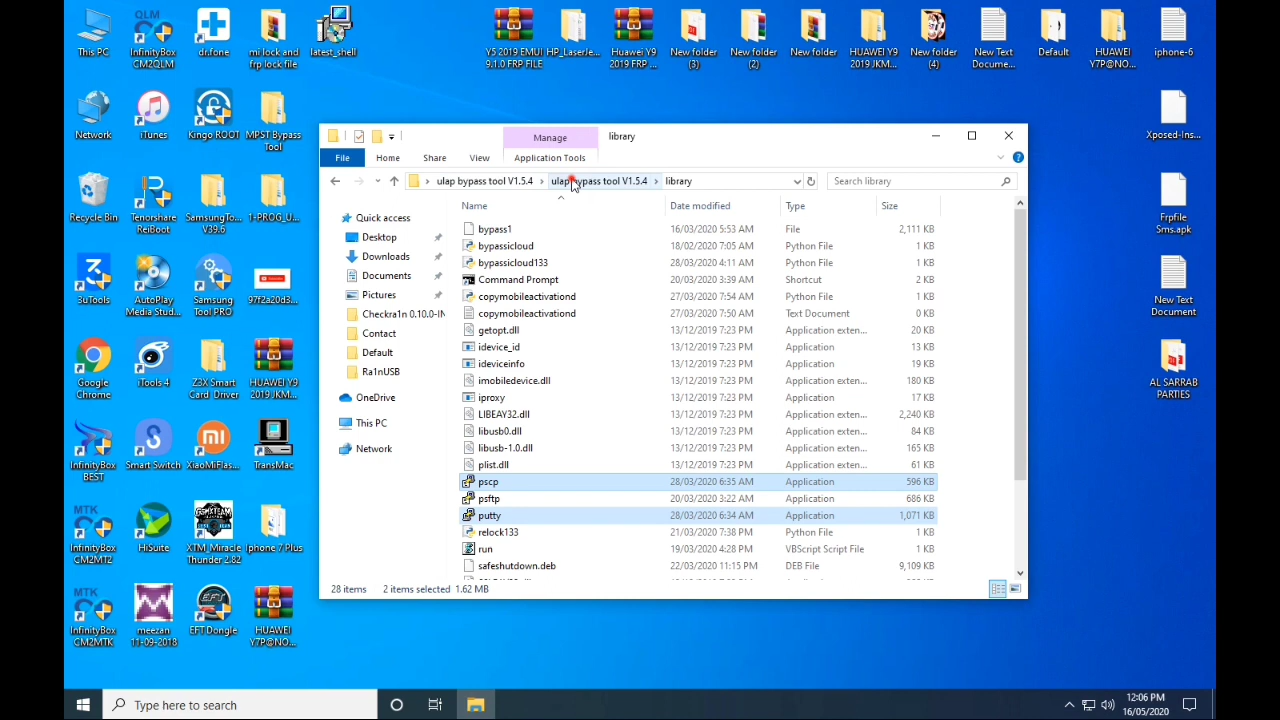 This PC
InfinityBox
CM2QLM
dr.fone
mi lock and
frp lock file
latest_shell
Y5 2019 EMUI
9.1.0 FRP FILE
HP_LaserJe...
Huawei Y9
2019 FRP ...
New folder
(3)
New folder
(2)
New folder
HUAWEI Y9
2019 JKM...
New folder
(4)
New Text
Docume...
Default
HUAWEI
Y7P@NO...
iphone-6
Network
iTunes
Kingo ROOT
MPST Bypass
Tool
Xposed-Ins...
Recycle Bin
Tenorshare
ReiBoot
SamsungTo...
V39.6
1-PROG_U...
Frpfile
Sms.apk
3uTools
AutoPlay
Media Stud...
Samsung
Tool PRO
97f2a20d3...
New Text
Document
Google
Chrome
iTools 4
Z3X Smart
Card_Driver
HUAWEI Y9
2019 JKM...
AL SARRAB
PARTIES
InfinityBox
BEST
Smart Switch
XiaoMiFlas...
TransMac
MTK
InfinityBox
CM2MT2
HiSuite
XTM_Miracle
Thunder 2.82
Iphone 7 Plus
MTK
InfinityBox
CM2MTK
meezan
11-09-2018
EFT
EFT Dongle
HUAWEI
Y7P@NO...
Manage
library
File
Home
Share
View
Application Tools
ulap bypass tool V1.5.4
ulap bypass tool V1.5.4
library
Search library
Quick access
Desktop
Downloads
Documents
Pictures
Checkra1n 0.10.0-IN
Contact
Default
Ra1nUSB
OneDrive
This PC
Network
Name Date modified Type Size
bypass1 16/03/2020 5:53 AM File 2,111 KB
bypassicloud 18/02/2020 7:05 AM Python File 1 KB
bypassicloud133 28/03/2020 4:11 AM Python File 1 KB
Command Prompt 20/03/2020 3:39 AM Shortcut 2 KB
copymobileactivationd 27/03/2020 7:54 AM Python File 1 KB
copymobileactivationd 27/03/2020 7:50 AM Text Document 0 KB
getopt.dll 13/12/2019 7:23 PM Application exten... 20 KB
idevice_id 13/12/2019 7:23 PM Application 13 KB
ideviceinfo 13/12/2019 7:23 PM Application 19 KB
imobiledevice.dll 13/12/2019 7:23 PM Application exten... 180 KB
iproxy 13/12/2019 7:23 PM Application 17 KB
LIBEAY32.dll 13/12/2019 7:23 PM Application exten... 2,240 KB
libusb0.dll 13/12/2019 7:23 PM Application exten... 84 KB
libusb-1.0.dll 13/12/2019 7:23 PM Application exten... 165 KB
plist.dll 13/12/2019 7:23 PM Application exten... 61 KB
pscp 28/03/2020 6:35 AM Application 596 KB
psftp 20/03/2020 3:22 AM Application 686 KB
putty 28/03/2020 6:34 AM Application 1,071 KB
relock133 21/03/2020 7:38 PM Python File 1 KB
run 19/03/2020 4:28 PM VBScript Script File 1 KB
safeshutdown.deb 22/03/2020 11:15 PM DEB File 9,109 KB
28 items 2 items selected 1.62 MB
Type here to search
12:06 PM
16/05/2020